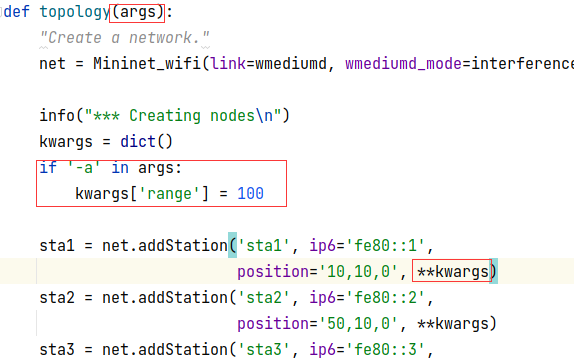 def topology(args):
"Create a network."
net = Mininet_wifi(link=wmediumd, wmediumd_mode=interference
info("*** Creating nodes\n")
kwargs = dict()
if '-a' in args:
kwargs['range'] = 100
sta1 = net.addStation('sta1', ip6='fe80::1',
position='10,10,0', **kwargs)
sta2 = net.addStation('sta2', ip6='fe80::2',
position='50,10,0', **kwargs)
sta3 = net.addStation('sta3', ip6='fe80::3',